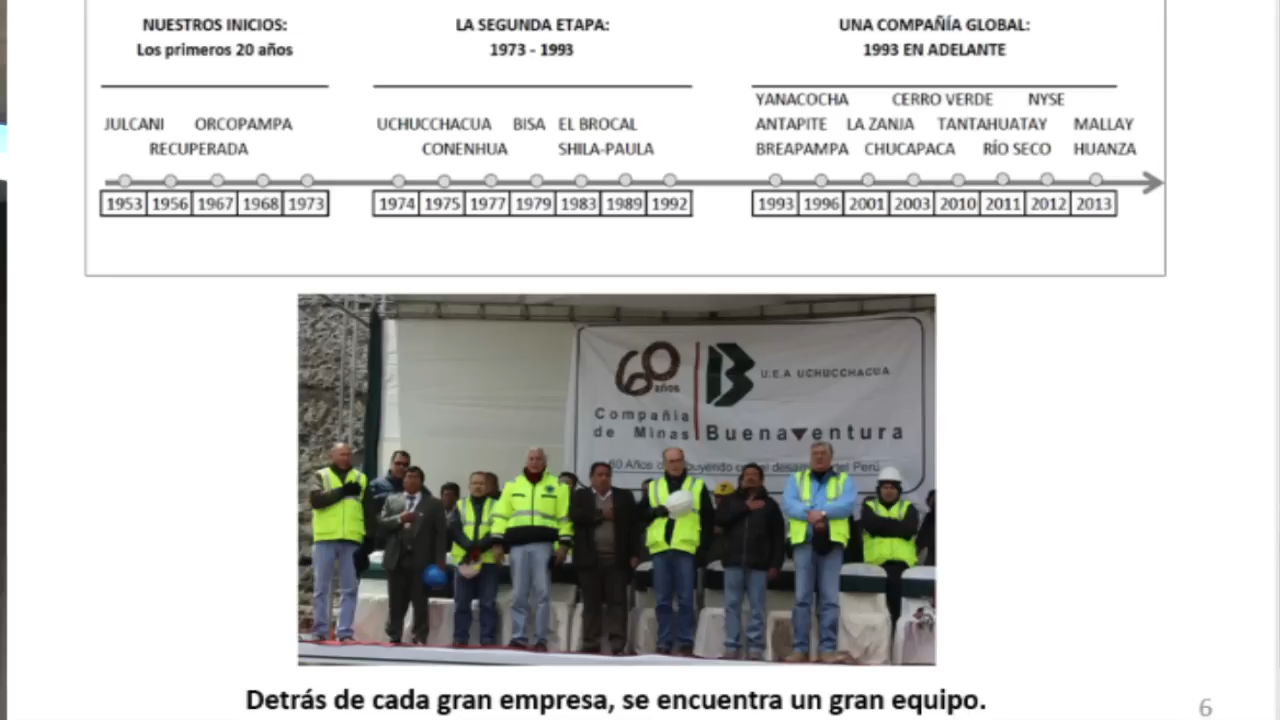 NUESTROS INICIOS:
Los primeros 20 años
LA SEGUNDA ETAPA:
1973 - 1993
UNA COMPAÑÍA GLOBAL:
1993 EN ADELANTE
JULCANI ORCOPAMPA
RECUPERADA
UCHUCCHACUA BISA EL BROCAL
CONENHUA SHILA-PAULA
YANACOCHA CERRO VERDE NYSE
ANTAPITE LA ZANJA TANTAHUATAY MALLAY
BREAPAMPA CHUCAPACA RÍO SECO HUANZA
1953 1956 1967 1968 1973
1974 1975 1977 1979 1983 1989 1992
1993 1996 2001 2003 2010 2011 2012 2013
60 años
B U.E.A UCHUCCHACUA
Compañía
de Minas Buenaventura
60 Años del Perú
Detrás de cada gran empresa, se encuentra un gran equipo.
6